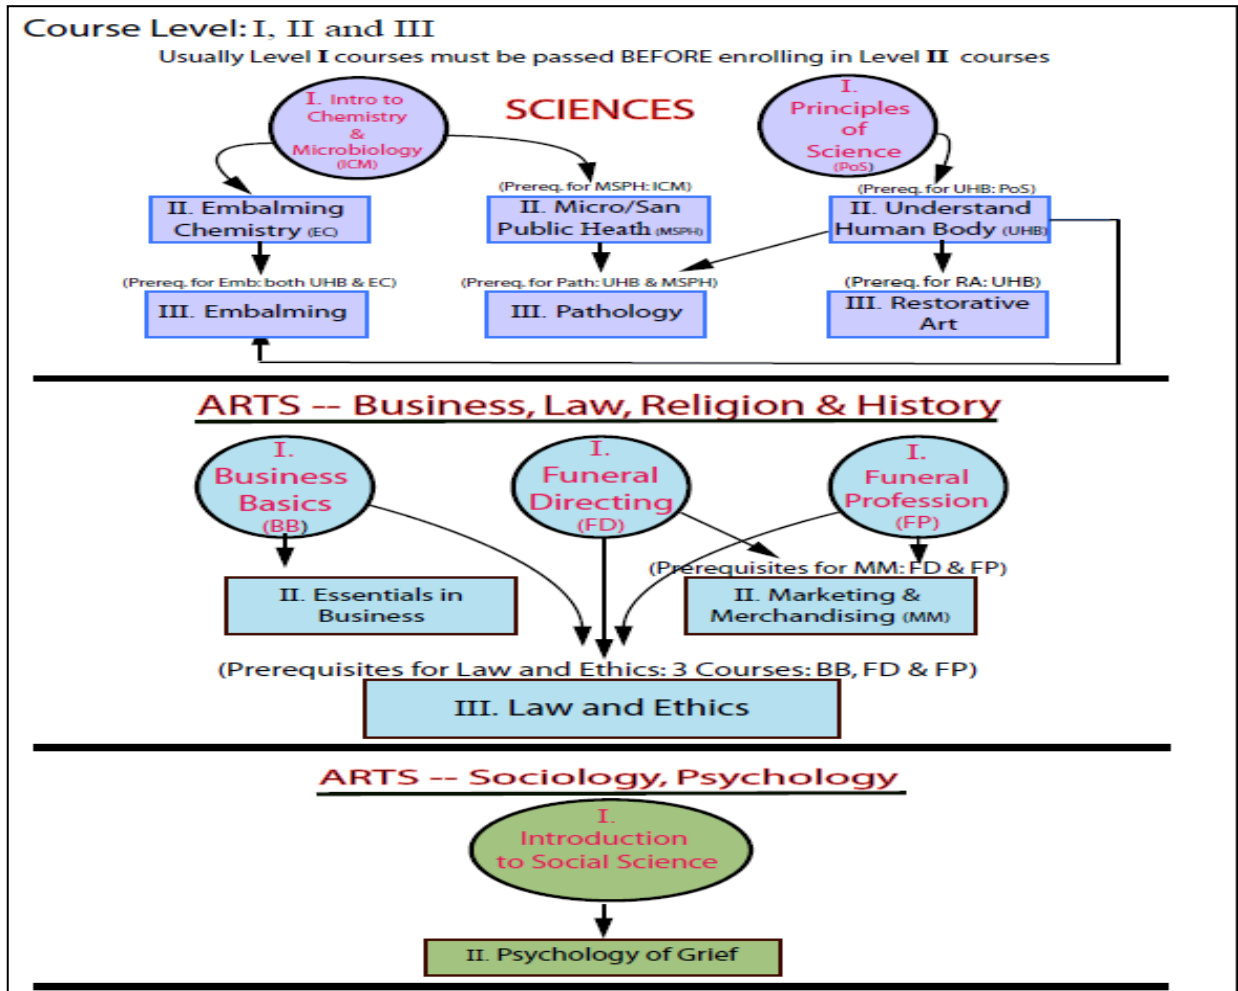 Course Level: I, II and III
Usually Level I courses must be passed BEFORE enrolling in Level II courses
I. Intro to
Chemistry
&
Microbiology
(ICM)
SCIENCES
I.
Principles
of
Science
(PoS)
(Prereq. for MSPH: ICM)
(Prereq. for UHB: PoS)
II. Embalming
Chemistry (EC)
II. Micro/San
Public Heath (MSPH)
II. Understand
Human Body (UHB)
(Prereq. for Emb: both UHB & EC)
(Prereq. for Path: UHB & MSPH)
(Prereq. for RA: UHB)
III. Embalming
III. Pathology
III. Restorative
Art
ARTS -- Business, Law, Religion & History
I.
Business
Basics
(BB)
I.
Funeral
Directing
(FD)
I.
Funeral
Profession
(FP)
(Prerequisites for MM: FD & FP)
II. Essentials in
Business
II. Marketing &
Merchandising (MM)
(Prerequisites for Law and Ethics: 3 Courses: BB, FD & FP)
III. Law and Ethics
ARTS -- Sociology, Psychology
I.
Introduction
to Social Science
II. Psychology of Grief